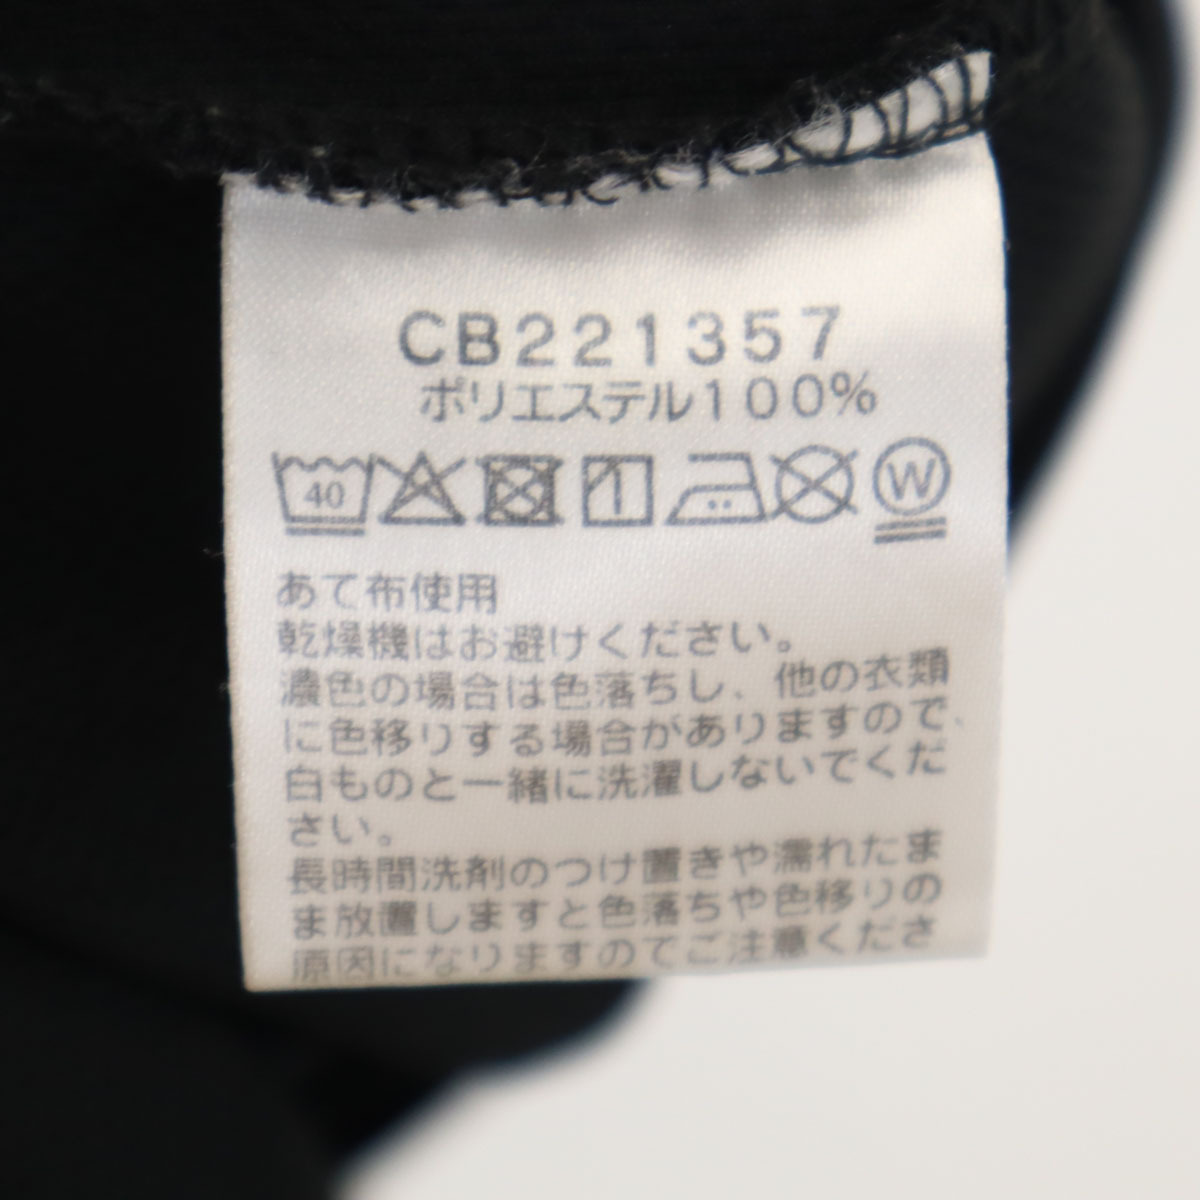 CB221357
ポリエステル100%
40 W
あて布使用
乾燥機はお避けください。
濃色の場合は色落ちし、他の衣類
に色移りする場合がありますので、
白ものと一緒に洗濯しないでくだ
さい。
長時間洗剤のつけ置きや濡れたま
ま放置しますと色落ちや色移りの
原因になりますのでご注意くださ